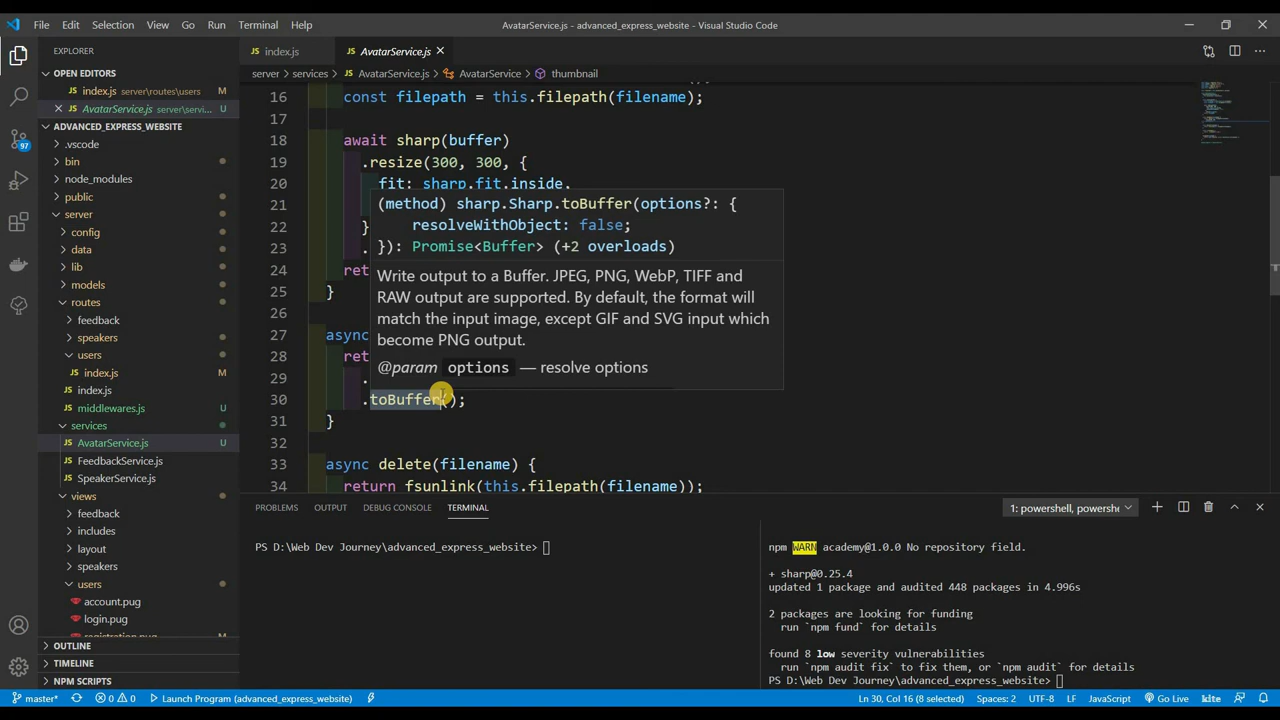 File Edit Selection View Go Run Terminal Help
AvatarService.js - advanced_express_website - Visual Studio Code
EXPLORER
OPEN EDITORS
index.js server\routes\users M
AvatarService.js server\servi... U
ADVANCED_EXPRESS_WEBSITE
.vscode
bin
node_modules
public
server
config
data
lib
models
routes
feedback
speakers
users
index.js M
index.js
middlewares.js U
services
AvatarService.js U
FeedbackService.js
SpeakerService.js
views
feedback
includes
layout
speakers
users
account.pug
login.pug
registration.pug M
OUTLINE
TIMELINE
NPM SCRIPTS
97
index.js
AvatarService.js
server > services > JS AvatarService.js > AvatarService > thumbnail
16 const filepath = this.filepath(filename);
17
18 await sharp(buffer)
19 .resize(300, 300, {
20 fit: sharp.fit.inside,
21
22 }
23 .
24 ret
25 }
26
27 async
28 ret
29 .
30 .toBuffer();
31 }
32
33 async delete(filename) {
34 return fsunlink(this.filepath(filename));
(method) sharp.Sharp.toBuffer(options?: {
resolveWithObject: false;
}): Promise<Buffer> (+2 overloads)
Write output to a Buffer. JPEG, PNG, WebP, TIFF and
RAW output are supported. By default, the format will
match the input image, except GIF and SVG input which
become PNG output.
@param options — resolve options
PROBLEMS OUTPUT DEBUG CONSOLE TERMINAL
1: powershell, powershe
PS D:\Web Dev Journey\advanced_express_website>
npm WARN academy@1.0.0 No repository field.
+ sharp@0.25.4
updated 1 package and audited 448 packages in 4.996s
2 packages are looking for funding
run `npm fund` for details
found 8 low severity vulnerabilities
run `npm audit fix` to fix them, or `npm audit` for details
PS D:\Web Dev Journey\advanced_express_website>
master* 0 0 Launch Program (advanced_express_website)
Ln 30, Col 16 (8 selected) Spaces: 2 UTF-8 LF JavaScript Go Live kite